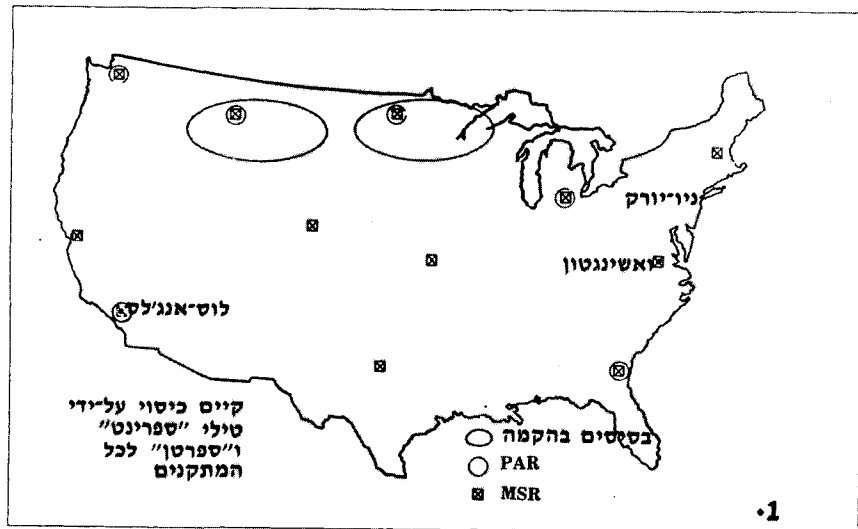 ניו־יורק
ואשינגטון
לוס־אנג'לס
קיים כיסוי על־ידי
טילי "ספרינט"
ו"ספרטן" לכל
המתקנים
בסיסים בהקמה
PAR
MSR
1.